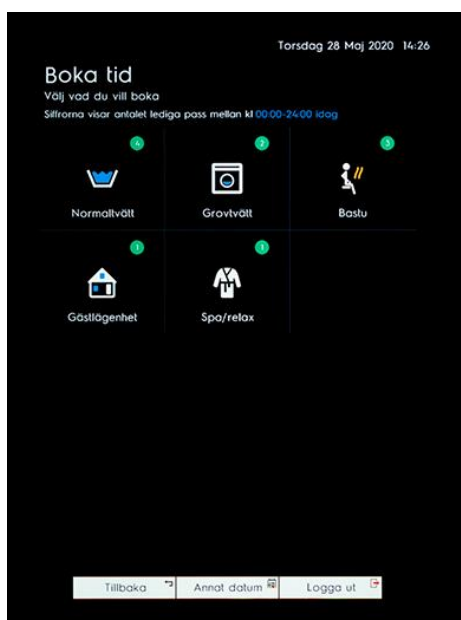 Torsdag 28 Maj 2020 14:26
Boka tid
Välj vad du vill boka
Siffrorna visar antalet lediga pass mellan kl 00:00-24:00 idag
4 2 3
Normaltvätt Grovtvätt Bastu
1 1
Gästlägenhet Spa/relax
Tillbaka Annat datum Logga ut